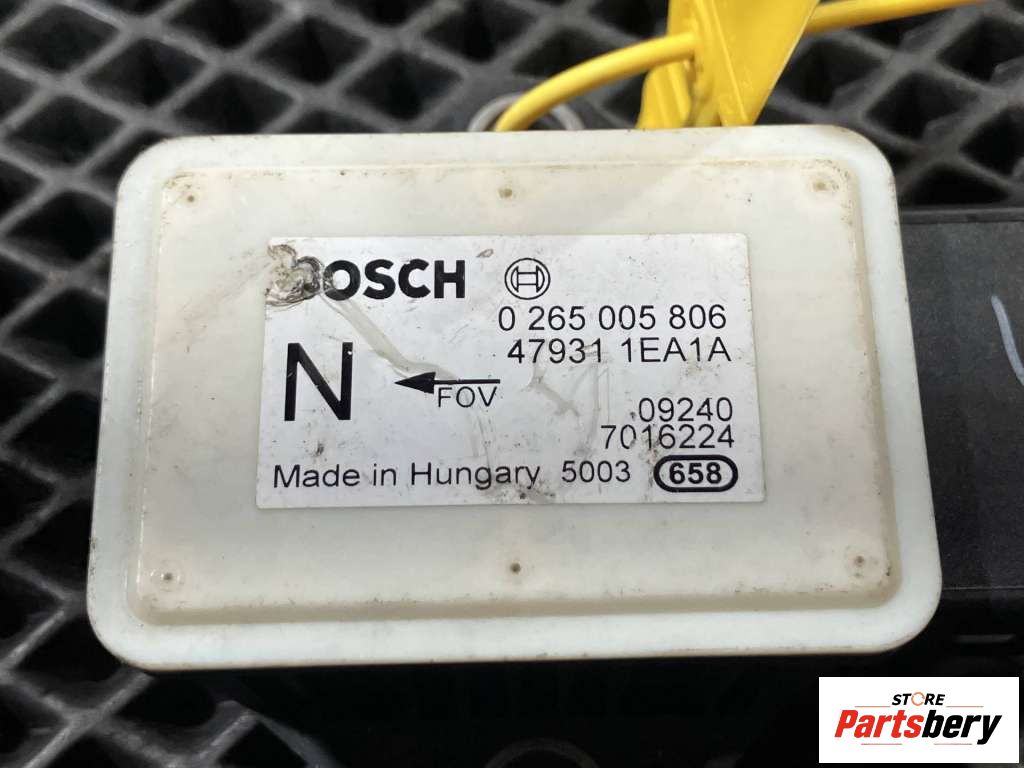 BOSCH
0 265 005 806
47931 1EA1A
N
FOV
09240
7016224
Made in Hungary 5003 658
STORE
Partsbery